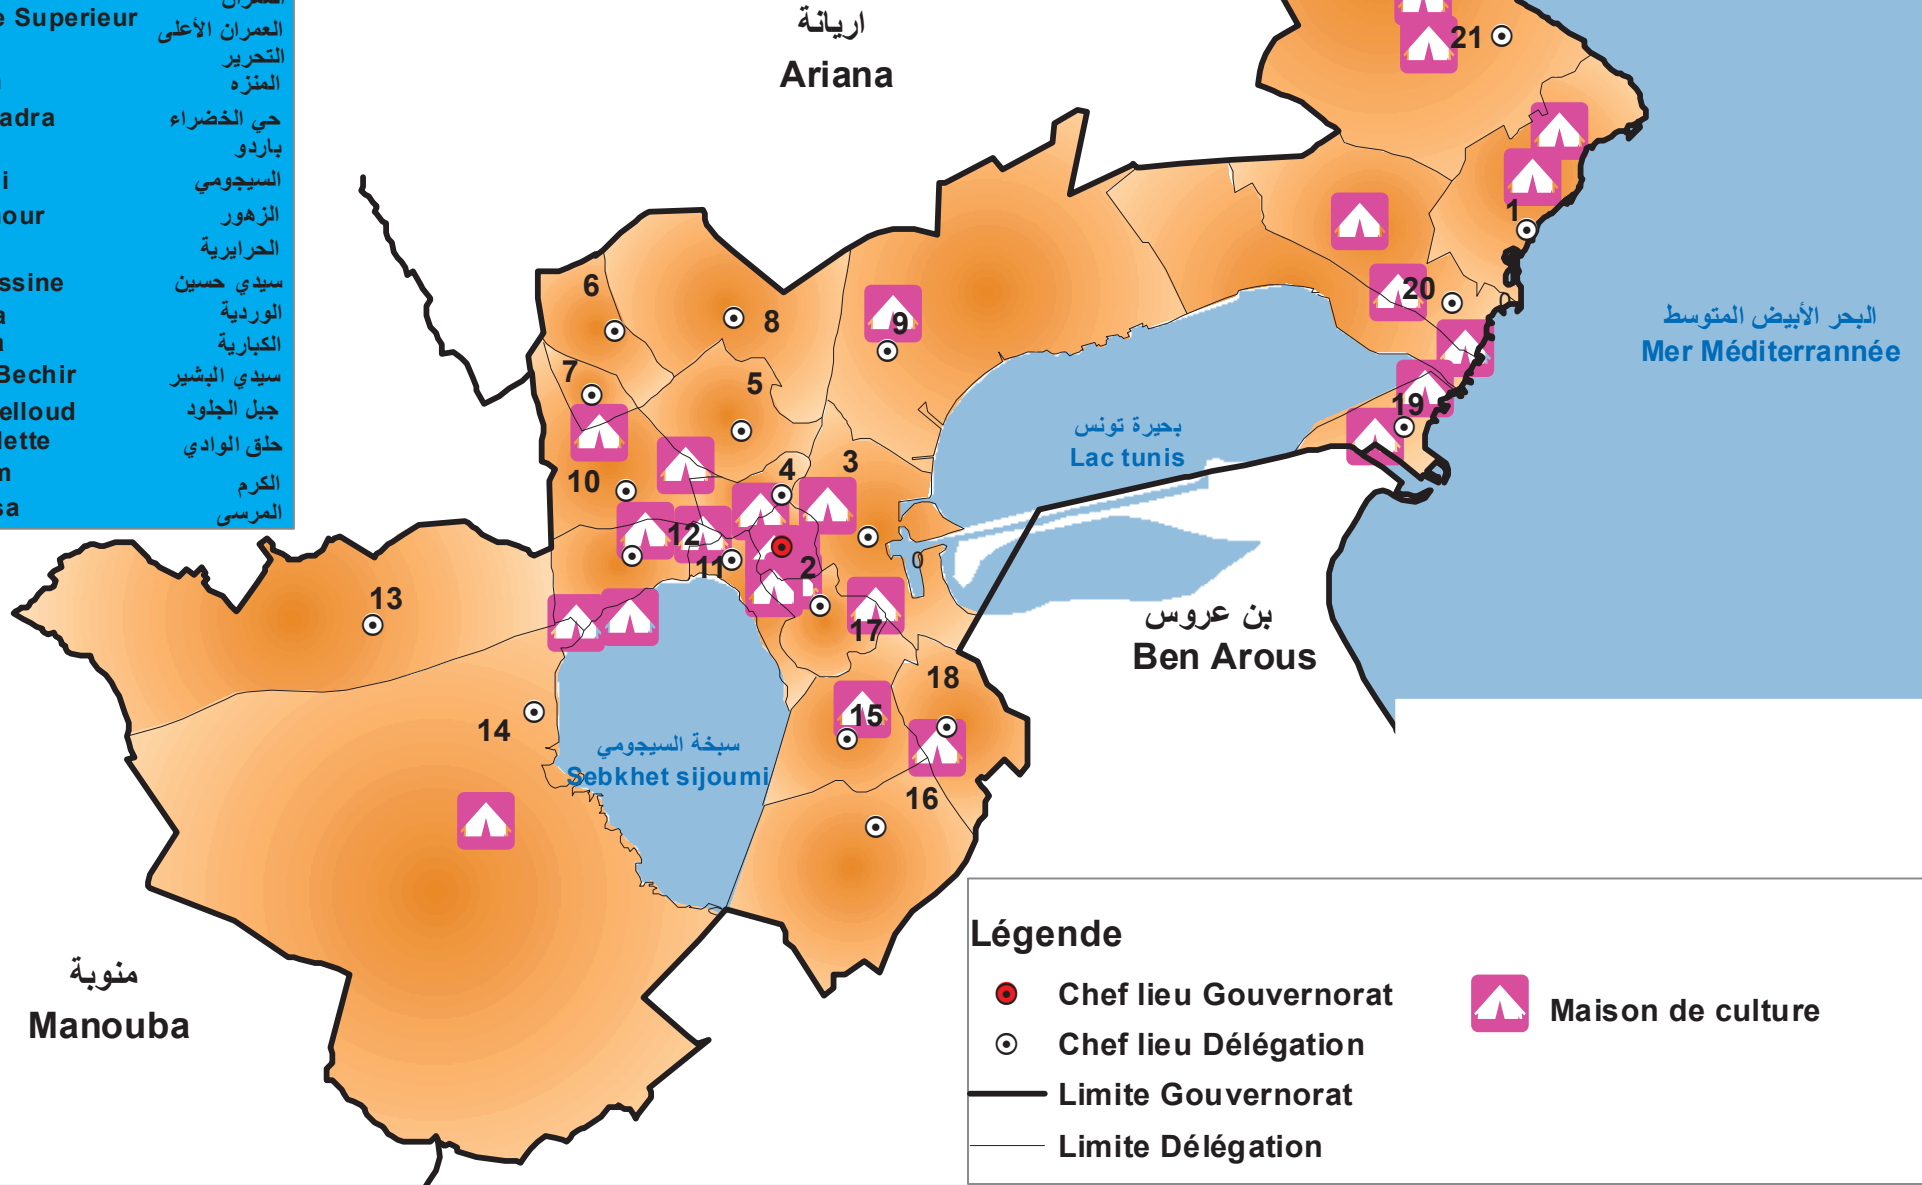 العمران
e Superieur العمران الأعلى
التحرير
المنزه
adra حي الخضراء
باردو
i السيجومي
hour الزهور
الحرايرية
ssine سيدي حسين
a الوردية
a الكبارية
Bechir سيدي البشير
elloud جبل الجلود
lette حلق الوادي
m الكرم
sa المرسى
اريانة
Ariana
21
1
20
19
البحر الأبيض المتوسط
Mer Méditerrannée
6
8
9
7
5
بحيرة تونس
Lac tunis
4
3
10
12
11
2
0
0
13
17
بن عروس
Ben Arous
18
15
14
سبخة السيجومي
Sebkhet sijoumi
16
منوبة
Manouba
Légende
Chef lieu Gouvernorat
Chef lieu Délégation
Limite Gouvernorat
Limite Délégation
Maison de culture